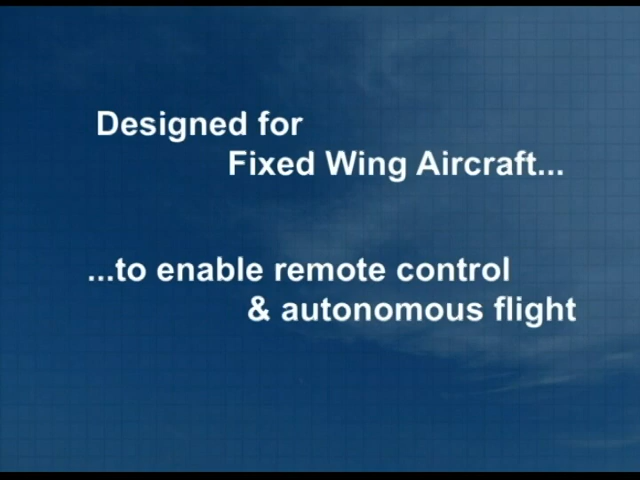 Designed for
Fixed Wing Aircraft...
...to enable remote control
& autonomous flight